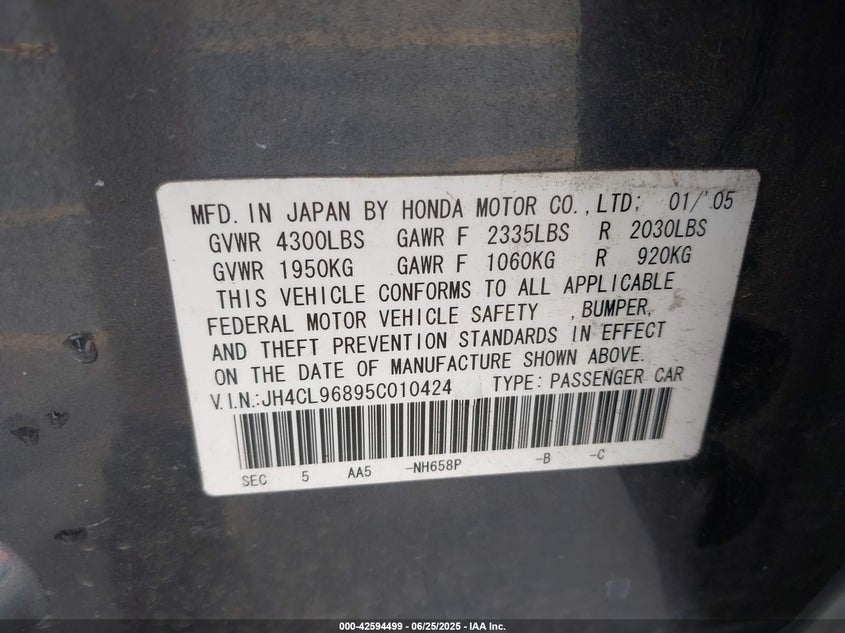 MFD. IN JAPAN BY HONDA MOTOR CO.,LTD; 01/'05
GVWR 4300LBS GAWR F 2335LBS R 2030LBS
GVWR 1950KG GAWR F 1060KG R 920KG
THIS VEHICLE CONFORMS TO ALL APPLICABLE
FEDERAL MOTOR VEHICLE SAFETY ,BUMPER,
AND THEFT PREVENTION STANDARDS IN EFFECT
ON THE DATE OF MANUFACTURE SHOWN ABOVE.
V.I.N.:JH4CL96895C010424 TYPE: PASSENGER CAR
SEC 5 AA5 -NH658P -B -C
000-42594499 - 06/25/2025 - IAA Inc.